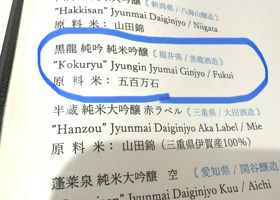 "Hakkisan" Jyunmai Daiginjyo / Niigata
原 料 米：山田錦
黒龍 純吟 純米吟醸［福井県 / 黒龍酒造］
"Kokuryu" Jyungin Jyumai Ginjyo / Fukui
原 料 米：五百万石
半蔵 純米大吟醸 赤ラベル［三重県 / 大田酒造］
"Hanzou" Jyunmai Daiginjyo Aka Label / Mie
原 料 米：山田錦（三重県伊賀産100%）
蓬莱泉 純米大吟醸 空［愛知県 / 関谷醸造
Jyunmai Daiginjyo Kuu / Aichi